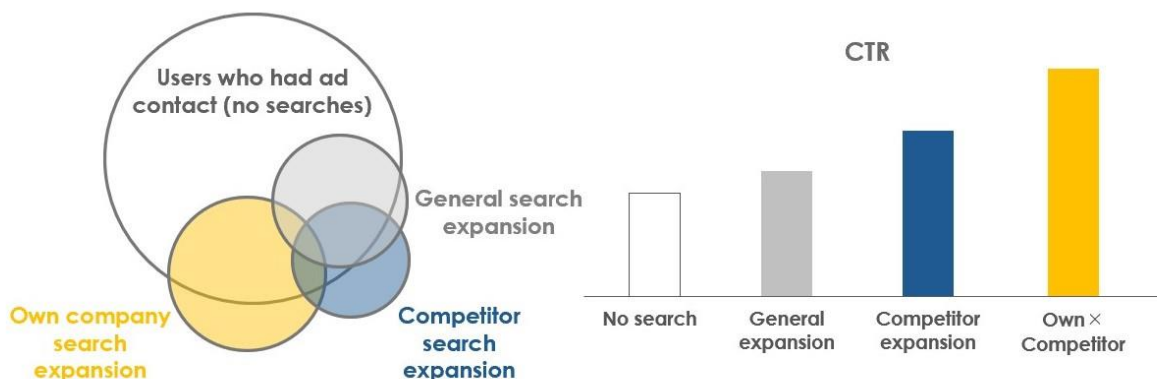 Users who had ad
contact (no searches)
General search
expansion
Own company
search
expansion
Competitor
search
expansion
CTR
No search
General
expansion
Competitor
expansion
Own×
Competitor